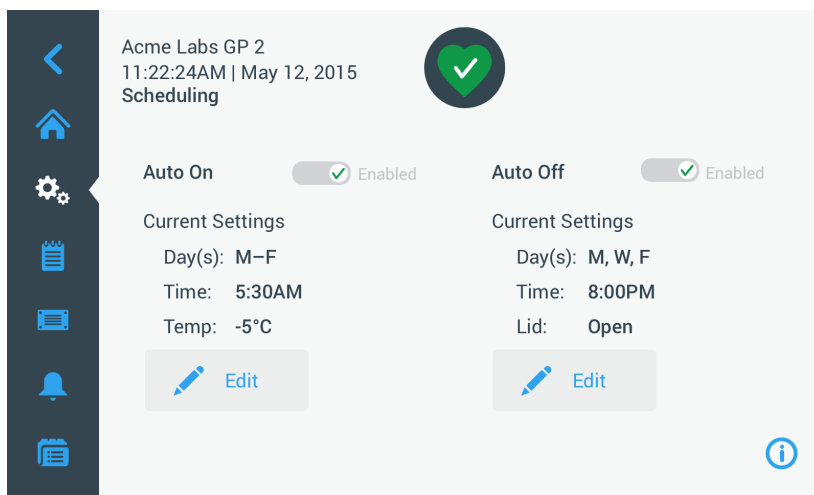 Acme Labs GP 2
11:22:24AM | May 12, 2015
Scheduling
Auto On Enabled
Current Settings
Day(s): M–F
Time: 5:30AM
Temp: -5°C
Edit
Auto Off Enabled
Current Settings
Day(s): M, W, F
Time: 8:00PM
Lid: Open
Edit